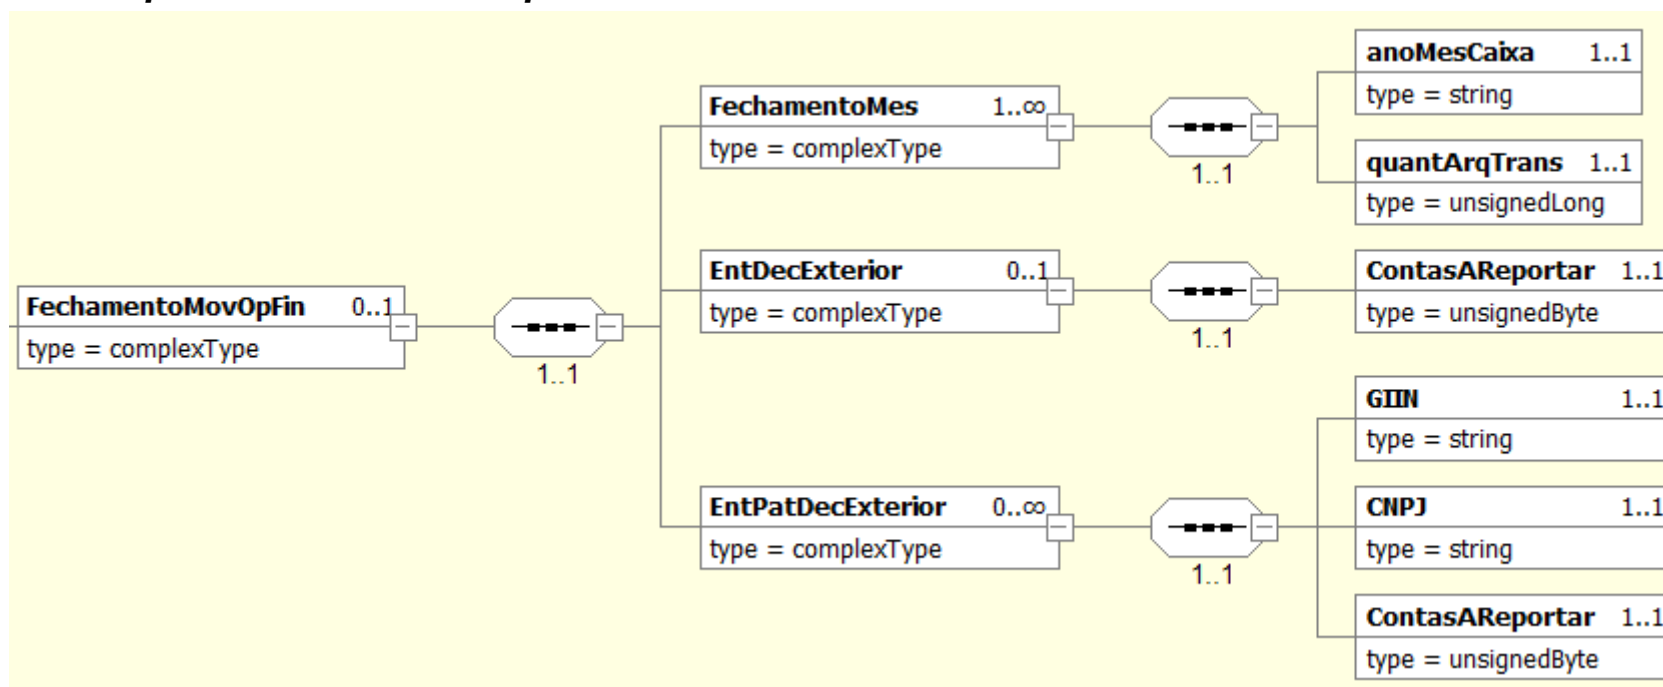 FechamentoMovOpFin 0..1
type = complexType
1..1
FechamentoMes 1..∞
type = complexType
1..1
anoMesCaixa 1..1
type = string
quantArqTrans 1..1
type = unsignedLong
EntDecExterior 0..1
type = complexType
1..1
ContasAReportar 1..1
type = unsignedByte
EntPatDecExterior 0..∞
type = complexType
1..1
GIIN 1..1
type = string
CNPJ 1..1
type = string
ContasAReportar 1..1
type = unsignedByte